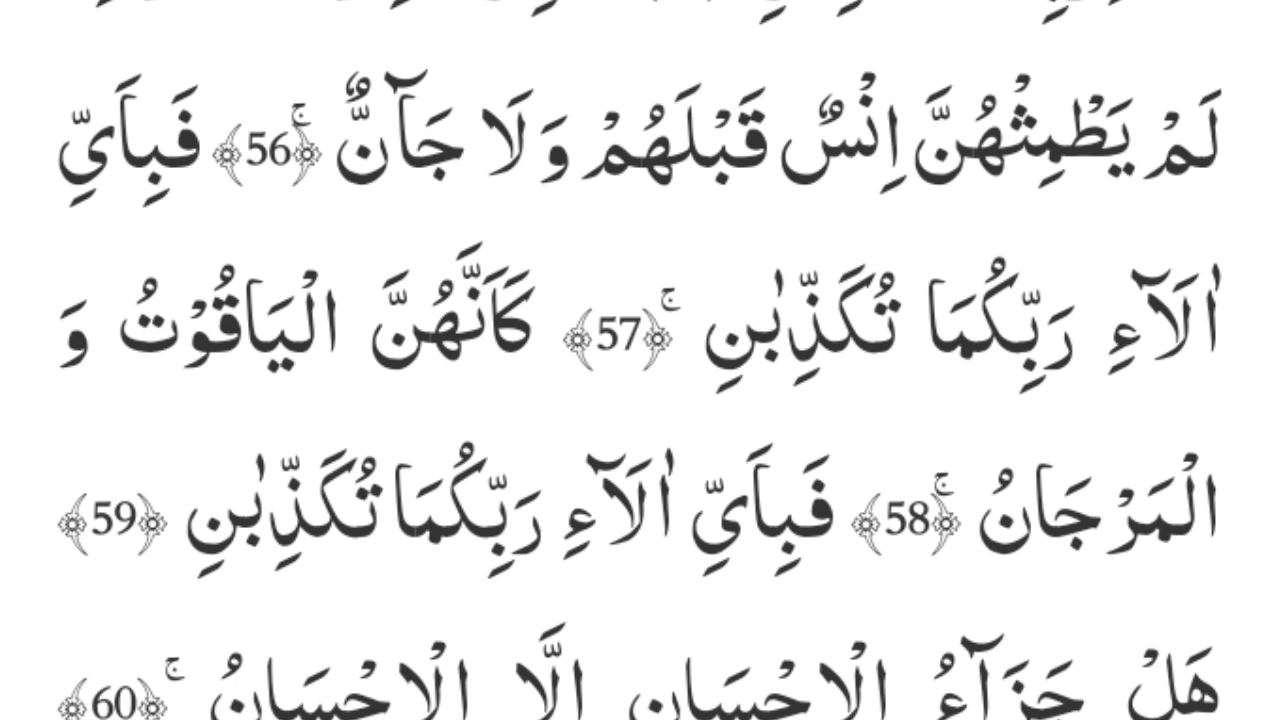 لَمْ يَطْمِثْهُنَّ اِنْسٌ قَبْلَهُمْ وَ لَا جَآنٌّ ۚ﴿56﴾ فَبِاَيِّ
اٰلَآءِ رَبِّكُمَا تُكَذِّبٰنِ ۚ﴿57﴾ كَاَنَّهُنَّ الْيَاقُوْتُ وَ
الْمَرْجَانُ ۚ﴿58﴾ فَبِاَيِّ اٰلَآءِ رَبِّكُمَا تُكَذِّبٰنِ ﴿59﴾
هَلْ جَزَآءُ الْاِحْسَانِ اِلَّا الْاِحْسَانُ ۚ﴿60﴾